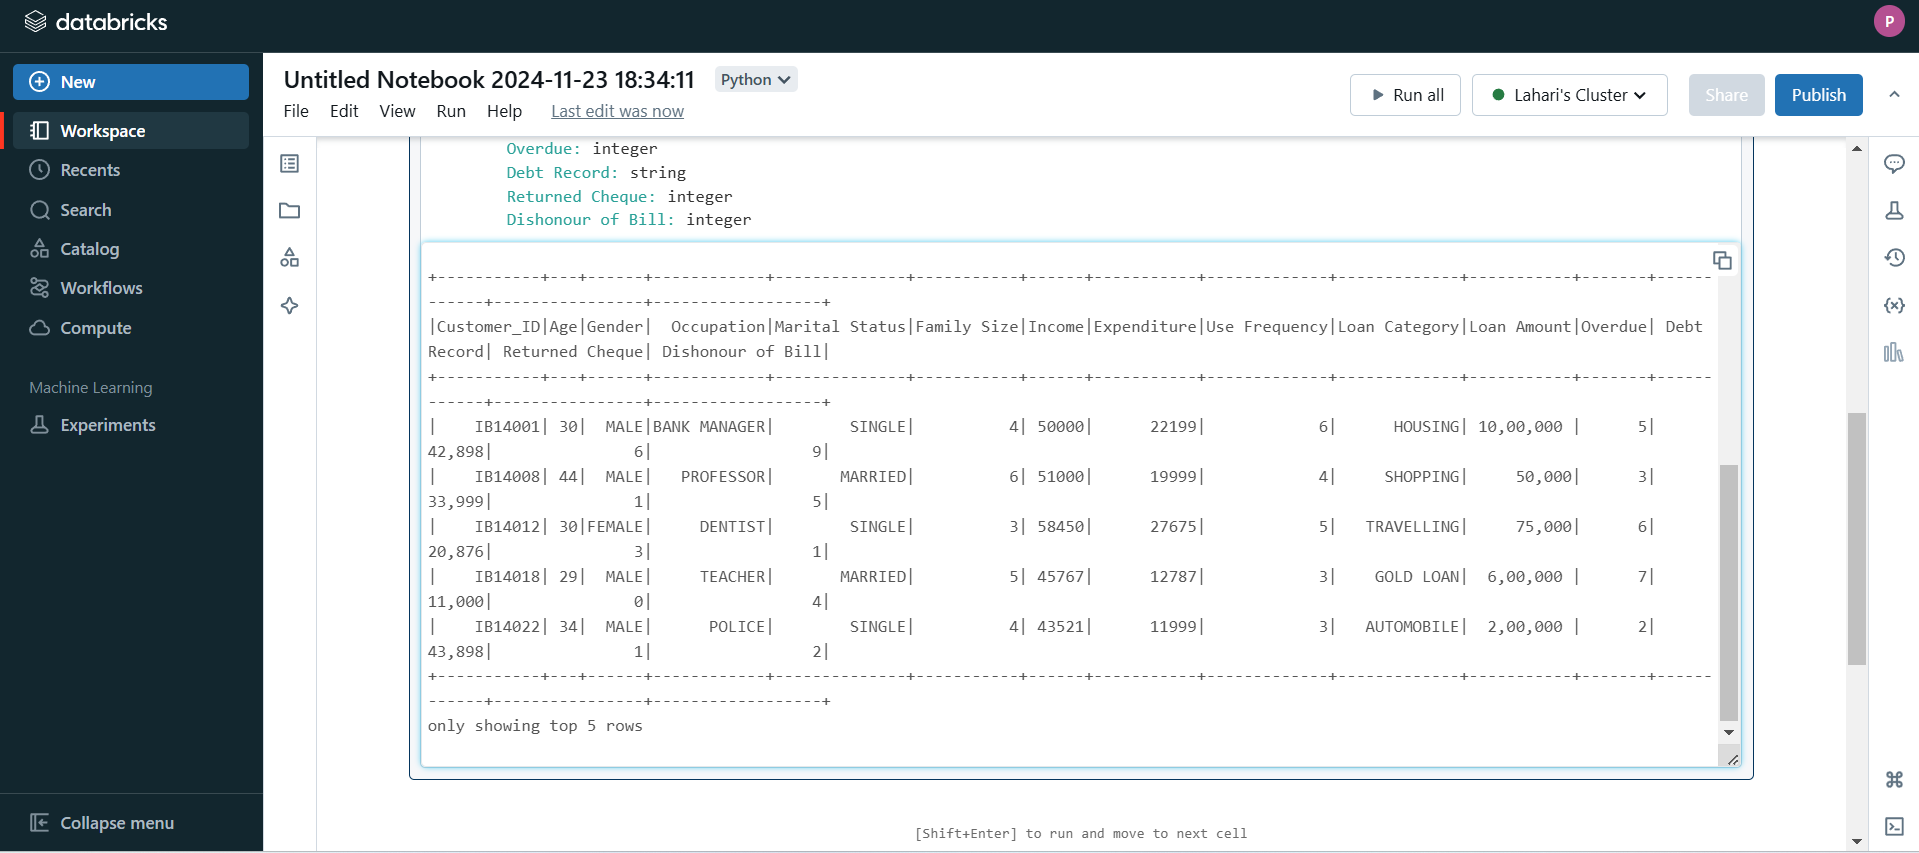 databricks
P
New
Workspace
Recents
Search
Catalog
Workflows
Compute
Machine Learning
Experiments
Collapse menu
Untitled Notebook 2024-11-23 18:34:11 Python
File Edit View Run Help Last edit was now
Run all Lahari's Cluster Share Publish
Overdue: integer
Debt Record: string
Returned Cheque: integer
Dishonour of Bill: integer
+-----------+---+------+------------+--------------+-----------+------+-----------+-------------+-------------+-----------+-------+------
------+----------------+------------------+
|Customer_ID|Age|Gender|  Occupation|Marital Status|Family Size|Income|Expenditure|Use Frequency|Loan Category|Loan Amount|Overdue| Debt
Record| Returned Cheque| Dishonour of Bill|
+-----------+---+------+------------+--------------+-----------+------+-----------+-------------+-------------+-----------+-------+------
------+----------------+------------------+
|    IB14001| 30|  MALE|BANK MANAGER|        SINGLE|          4| 50000|      22199|            6|      HOUSING| 10,00,000 |      5|
42,898|               6|                 9|
|    IB14008| 44|  MALE|   PROFESSOR|       MARRIED|          6| 51000|      19999|            4|     SHOPPING|     50,000|      3|
33,999|               1|                 5|
|    IB14012| 30|FEMALE|     DENTIST|        SINGLE|          3| 58450|      27675|            5|   TRAVELLING|     75,000|      6|
20,876|               3|                 1|
|    IB14018| 29|  MALE|     TEACHER|       MARRIED|          5| 45767|      12787|            3|    GOLD LOAN|  6,00,000 |      7|
11,000|               0|                 4|
|    IB14022| 34|  MALE|      POLICE|        SINGLE|          4| 43521|      11999|            3|   AUTOMOBILE|  2,00,000 |      2|
43,898|               1|                 2|
+-----------+---+------+------------+--------------+-----------+------+-----------+-------------+-------------+-----------+-------+------
------+----------------+------------------+
only showing top 5 rows
[Shift+Enter] to run and move to next cell